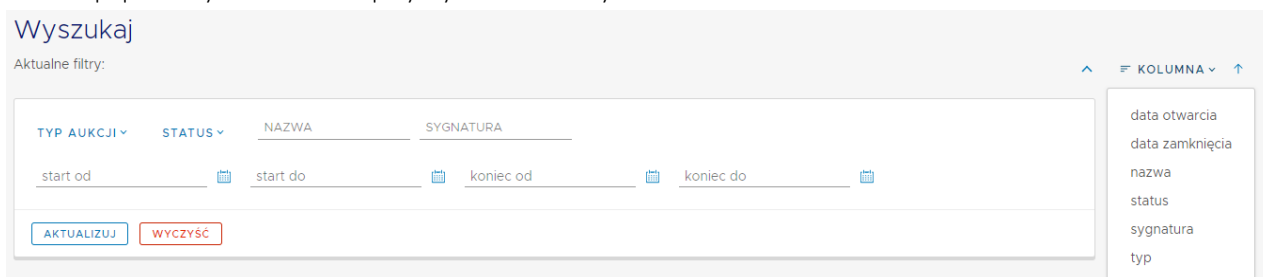 Wyszukaj
Aktualne filtry:
KOLUMNA
TYP AUKCJI STATUS NAZWA SYGNATURA
start od start do koniec od koniec do
AKTUALIZUJ WYCZYŚĆ
data otwarcia
data zamknięcia
nazwa
status
sygnatura
typ